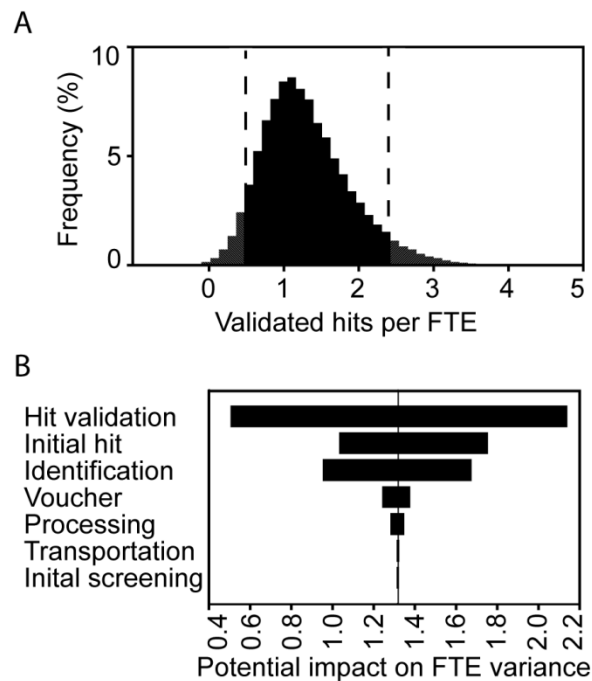 A
10
5
0
Frequency (%)
0 1 2 3 4 5
Validated hits per FTE
B
Hit validation
Initial hit
Identification
Voucher
Processing
Transportation
Inital screening
0.4 0.6 0.8 1.0 1.2 1.4 1.6 1.8 2.0 2.2
Potential impact on FTE variance